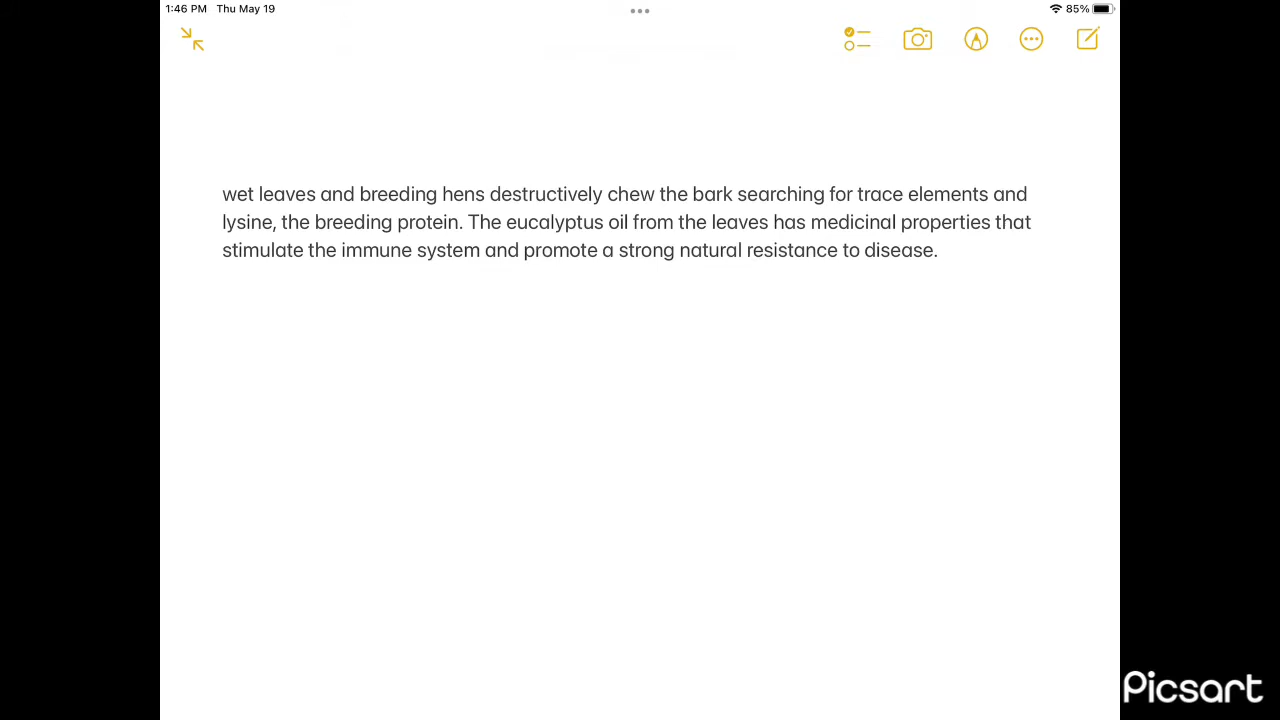 1:46 PM Thu May 19
85%
wet leaves and breeding hens destructively chew the bark searching for trace elements and
lysine, the breeding protein. The eucalyptus oil from the leaves has medicinal properties that
stimulate the immune system and promote a strong natural resistance to disease.
Picsart